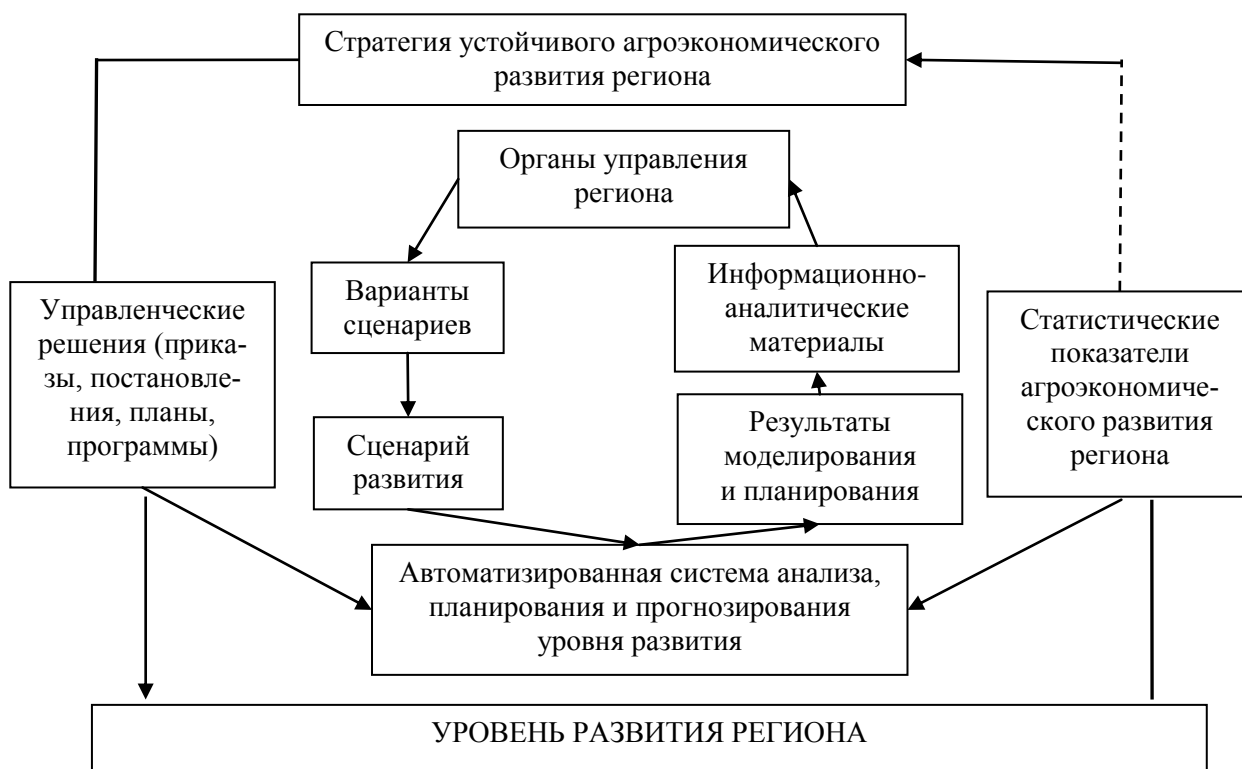 Стратегия устойчивого агроэкономического
развития региона
Органы управления
региона
Варианты
сценариев
Информационно-
аналитические
материалы
Управленческие
решения (прика-
зы, постановле-
ния, планы,
программы)
Статистические
показатели
агроэкономиче-
ского развития
региона
Сценарий
развития
Результаты
моделирования
и планирования
Автоматизированная система анализа,
планирования и прогнозирования
уровня развития
УРОВЕНЬ РАЗВИТИЯ РЕГИОНА